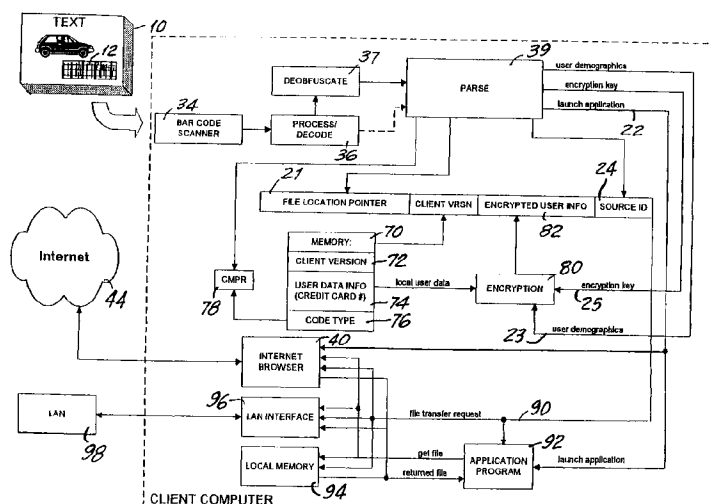 TEXT
10
12
37
39
DEOBFUSCATE
PARSE
user demographics
encryption key
launch application
22
34
BAR CODE
SCANNER
PROCESS/
DECODE
36
21
24
FILE LOCATION POINTER
CLIENT VRSN
ENCRYPTED USER INFO
SOURCE ID
82
Internet
44
MEMORY:
70
CLIENT VERSION
72
USER DATA INFO
(CREDIT CARD #)
74
CODE TYPE
76
CMPR
78
local user data
80
ENCRYPTION
encryption key
25
23
user demographics
40
INTERNET
BROWSER
96
LAN INTERFACE
LAN
98
file transfer request
90
92
get file
APPLICATION
PROGRAM
launch application
LOCAL MEMORY
94
returned file
CLIENT COMPUTER